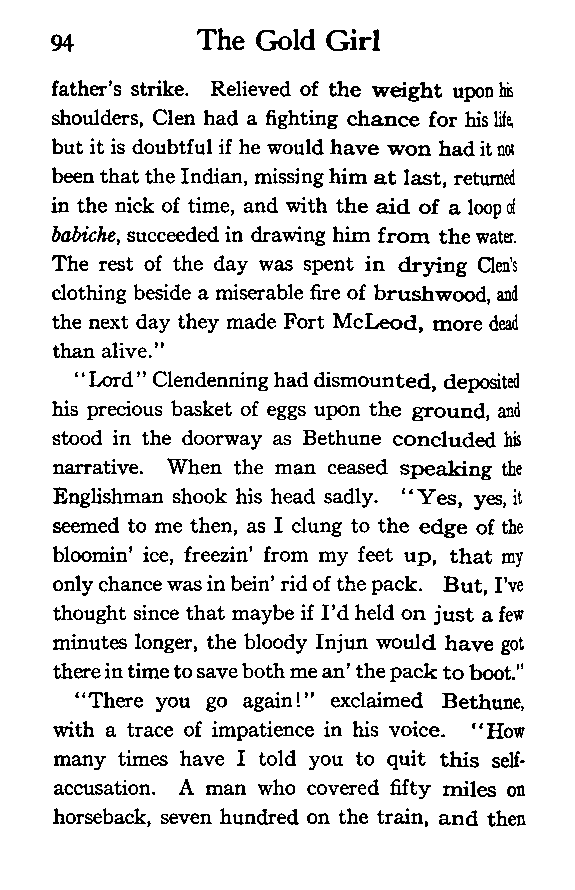 94 The Gold Girl
father's strike. Relieved of the weight upon his
shoulders, Clen had a fighting chance for his life,
but it is doubtful if he would have won had it not
been that the Indian, missing him at last, returned
in the nick of time, and with the aid of a loop of
babiche, succeeded in drawing him from the water.
The rest of the day was spent in drying Clen's
clothing beside a miserable fire of brushwood, and
the next day they made Fort McLeod, more dead
than alive."
"Lord" Clendenning had dismounted, deposited
his precious basket of eggs upon the ground, and
stood in the doorway as Bethune concluded his
narrative. When the man ceased speaking the
Englishman shook his head sadly. "Yes, yes, it
seemed to me then, as I clung to the edge of the
bloomin' ice, freezin' from my feet up, that my
only chance was in bein' rid of the pack. But, I've
thought since that maybe if I'd held on just a few
minutes longer, the bloody Injun would have got
there in time to save both me an' the pack to boot."
"There you go again!" exclaimed Bethune,
with a trace of impatience in his voice. "How
many times have I told you to quit this self-
accusation. A man who covered fifty miles on
horseback, seven hundred on the train, and then